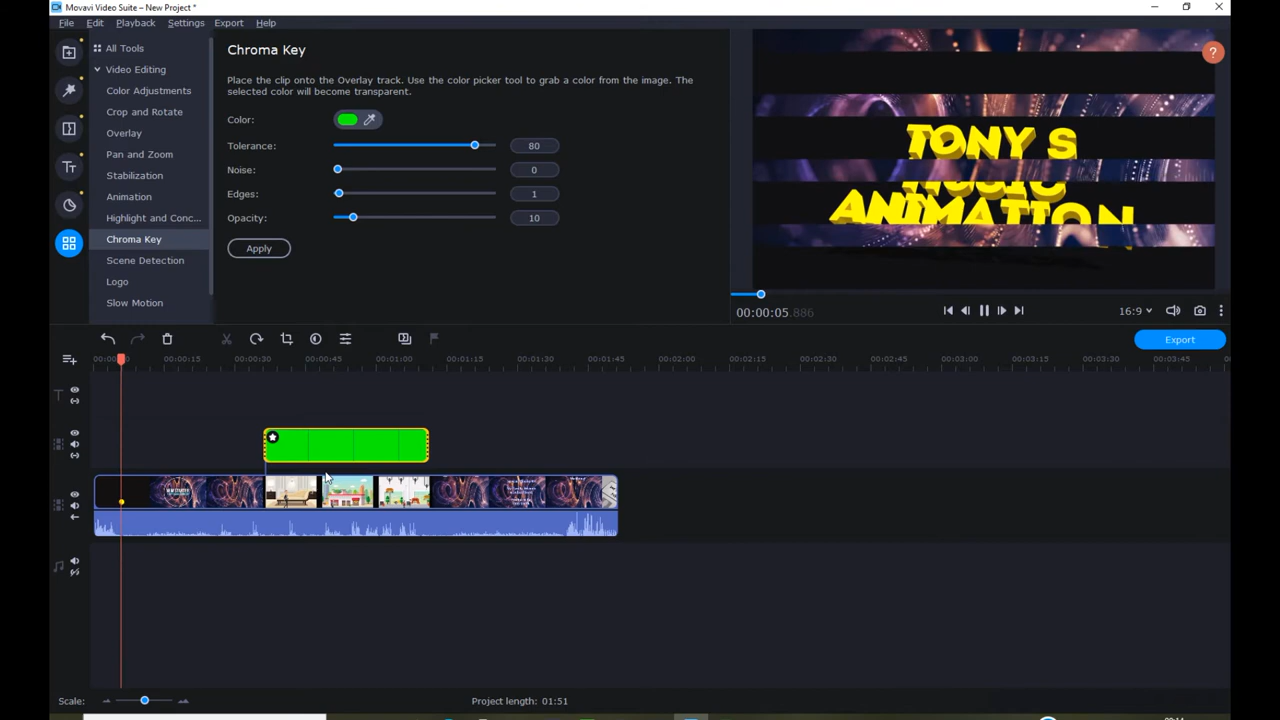 Movavi Video Suite – New Project *
File Edit Playback Settings Export Help
All Tools
Video Editing
Color Adjustments
Crop and Rotate
Overlay
Pan and Zoom
Stabilization
Animation
Highlight and Conc...
Chroma Key
Scene Detection
Logo
Slow Motion
Chroma Key
Place the clip onto the Overlay track. Use the color picker tool to grab a color from the image. The
selected color will become transparent.
Color:
Tolerance: 80
Noise: 0
Edges: 1
Opacity: 10
Apply
?
TONY S
MUSIC
ANIMATION
00:00:05.886
16:9
Export
00:00:15 00:00:30 00:00:45 00:01:00 00:01:15 00:01:30 00:01:45 00:02:00 00:02:15 00:02:30 00:02:45 00:03:00 00:03:15 00:03:30 00:03:45
Scale:
Project length: 01:51